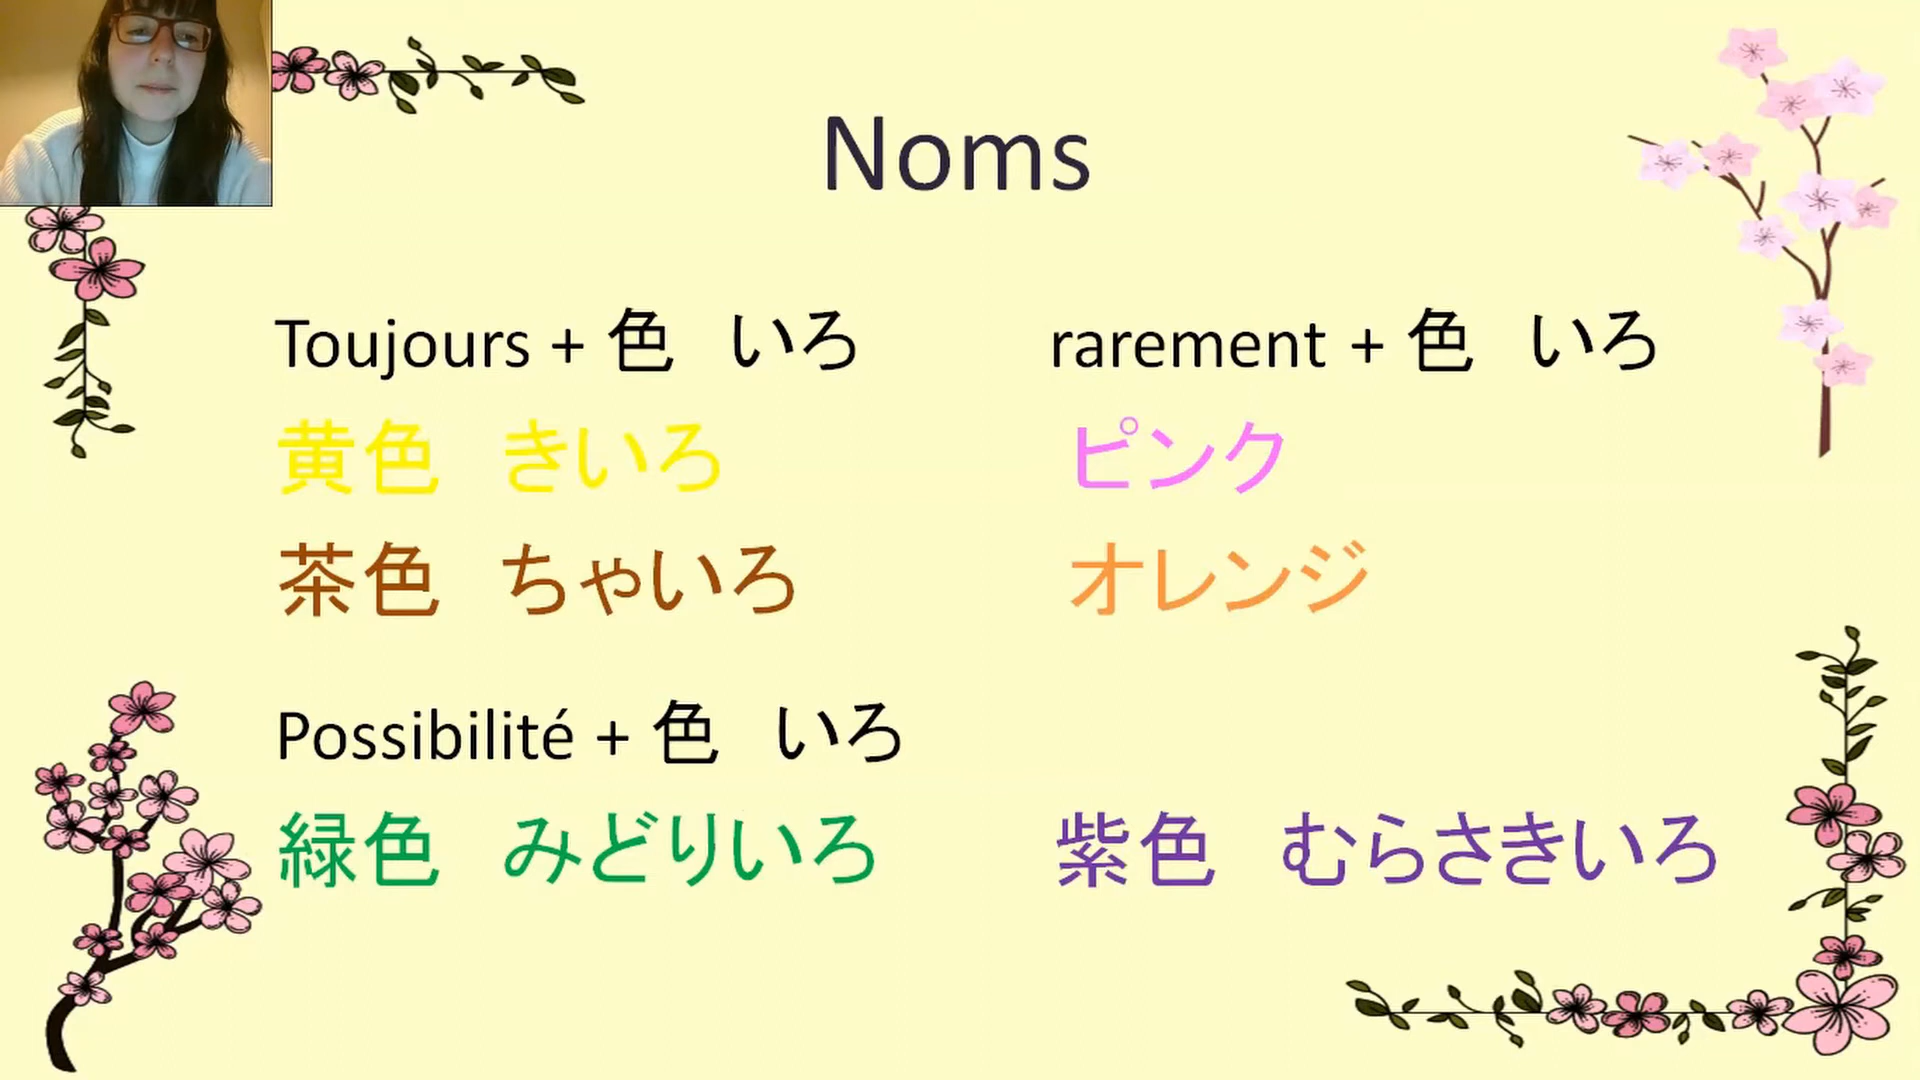 Noms
Toujours + 色 いろ
黄色 きいろ
茶色 ちゃいろ
rarement + 色 いろ
ピンク
オレンジ
Possibilité + 色 いろ
緑色 みどりいろ
紫色 むらさきいろ